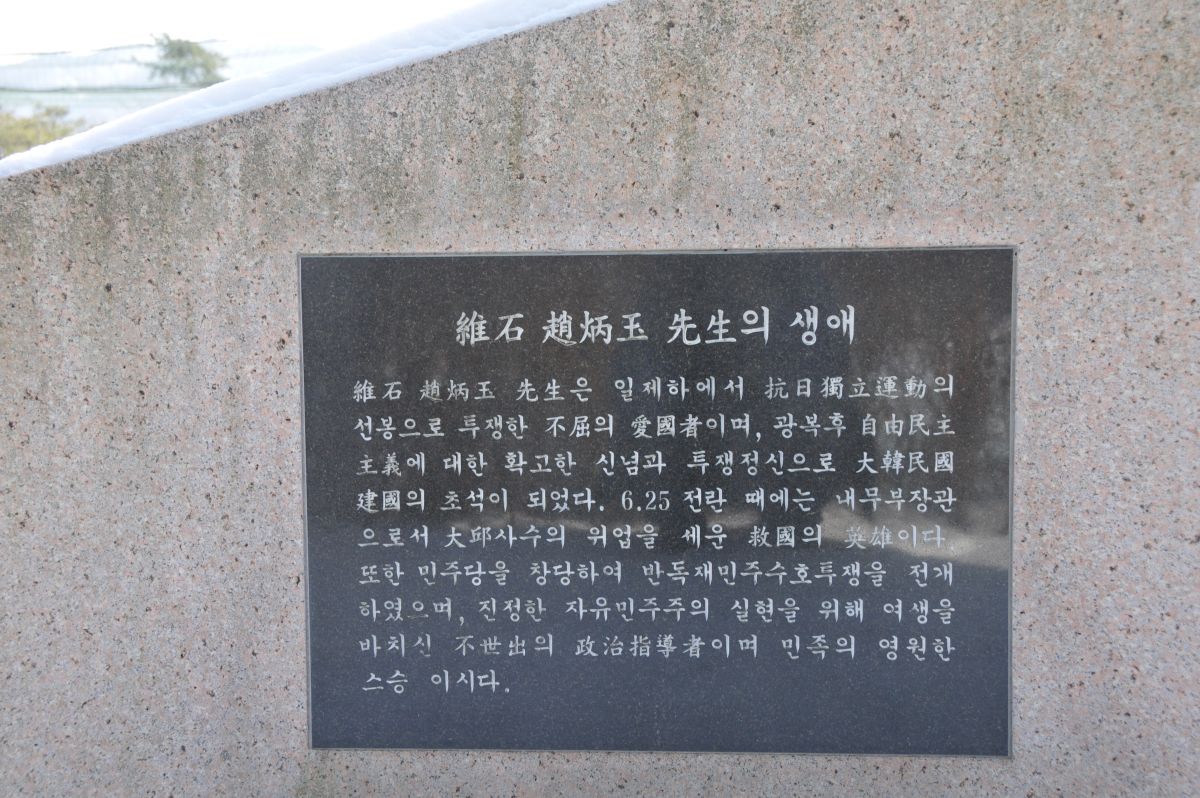 維石 趙炳玉 先生의 생애
維石 趙炳玉 先生은 일제하에서 抗日獨立運動의
선봉으로 투쟁한 不屈의 愛國者이며, 광복후 自由民主
主義에 대한 확고한 신념과 투쟁정신으로 大韓民國
建國의 초석이 되었다. 6.25 전란 때에는 내무부장관
으로서 大邱사수의 위업을 세운 救國의 英雄이다.
또한 민주당을 창당하여 반독재민주수호투쟁을 전개
하였으며, 진정한 자유민주주의 실현을 위해 여생을
바치신 不世出의 政治指導者이며 민족의 영원한
스승 이시다.